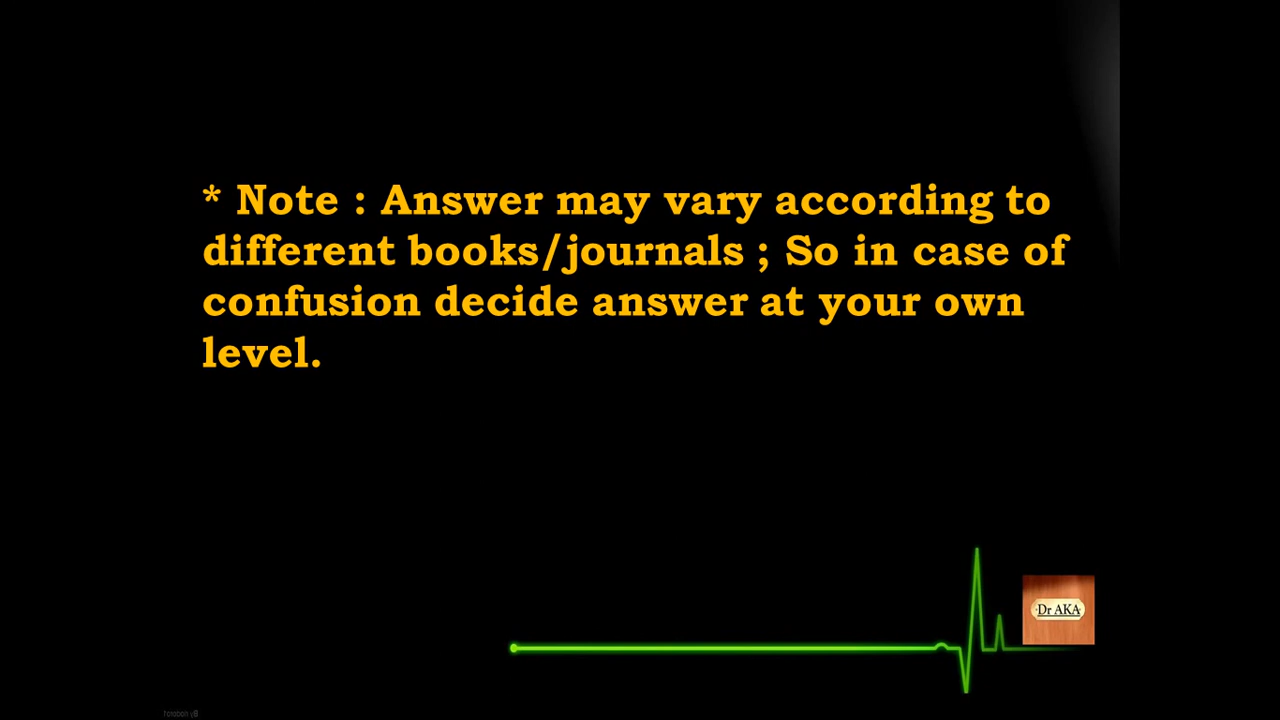 * Note : Answer may vary according to
different books/journals ; So in case of
confusion decide answer at your own
level.
Dr AKA